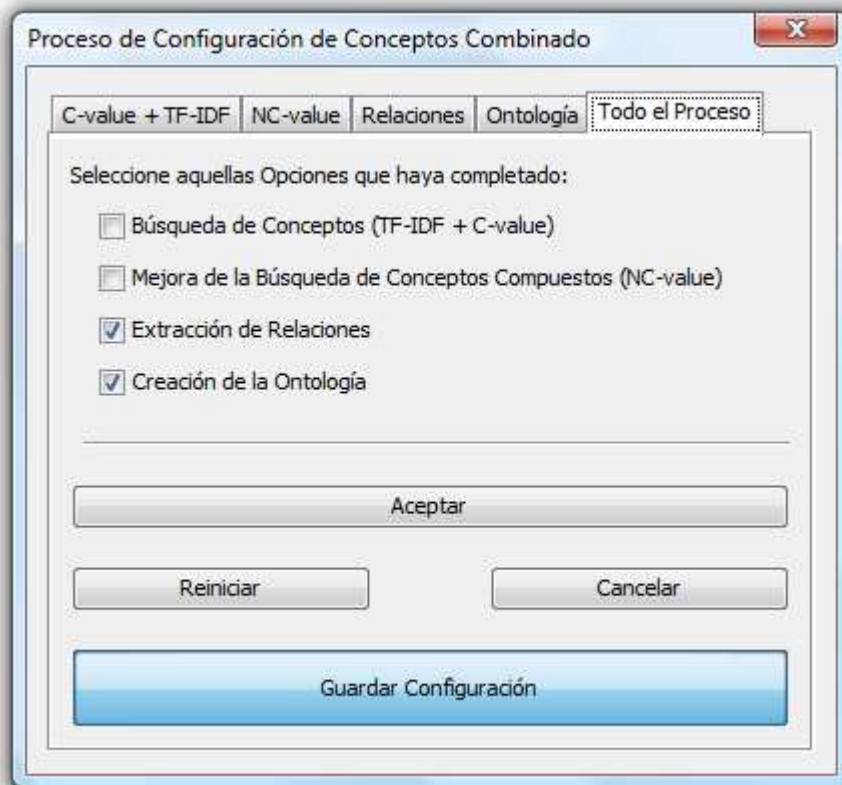 Proceso de Configuración de Conceptos Combinado
C-value + TF-IDF NC-value Relaciones Ontología Todo el Proceso
Seleccione aquellas Opciones que haya completado:
Búsqueda de Conceptos (TF-IDF + C-value)
Mejora de la Búsqueda de Conceptos Compuestos (NC-value)
Extracción de Relaciones
Creación de la Ontología
Aceptar
Reiniciar Cancelar
Guardar Configuración